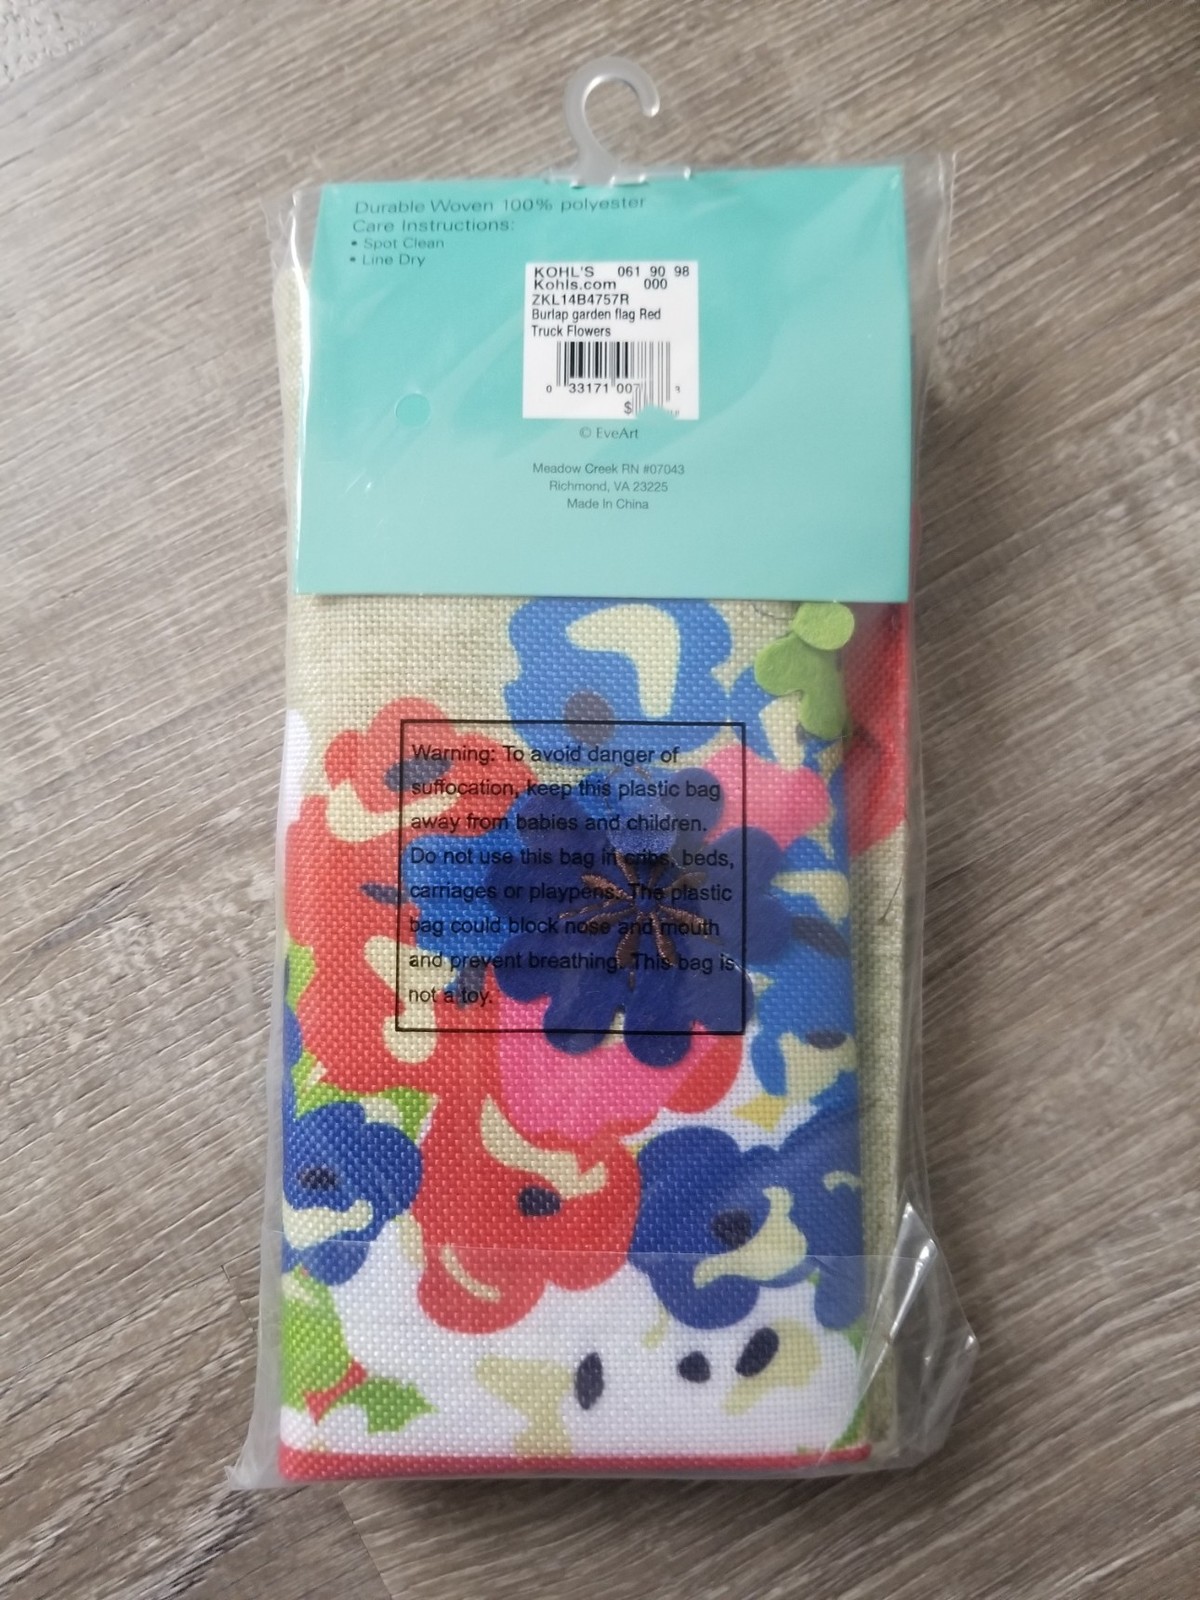 Durable Woven 100% polyester
Care Instructions:
• Spot Clean
• Line Dry
KOHL'S 061 90 98
Kohls.com 000
ZKL14B4757R
Burlap garden flag Red
Truck Flowers
0 33171 007 3
$
© EveArt
Meadow Creek RN #07043
Richmond, VA 23225
Made In China
Warning: To avoid danger of
suffocation, keep this plastic bag
away from babies and children.
Do not use this bag in cribs, beds,
carriages or playpens. The plastic
bag could block nose and mouth
and prevent breathing. This bag is
not a toy.